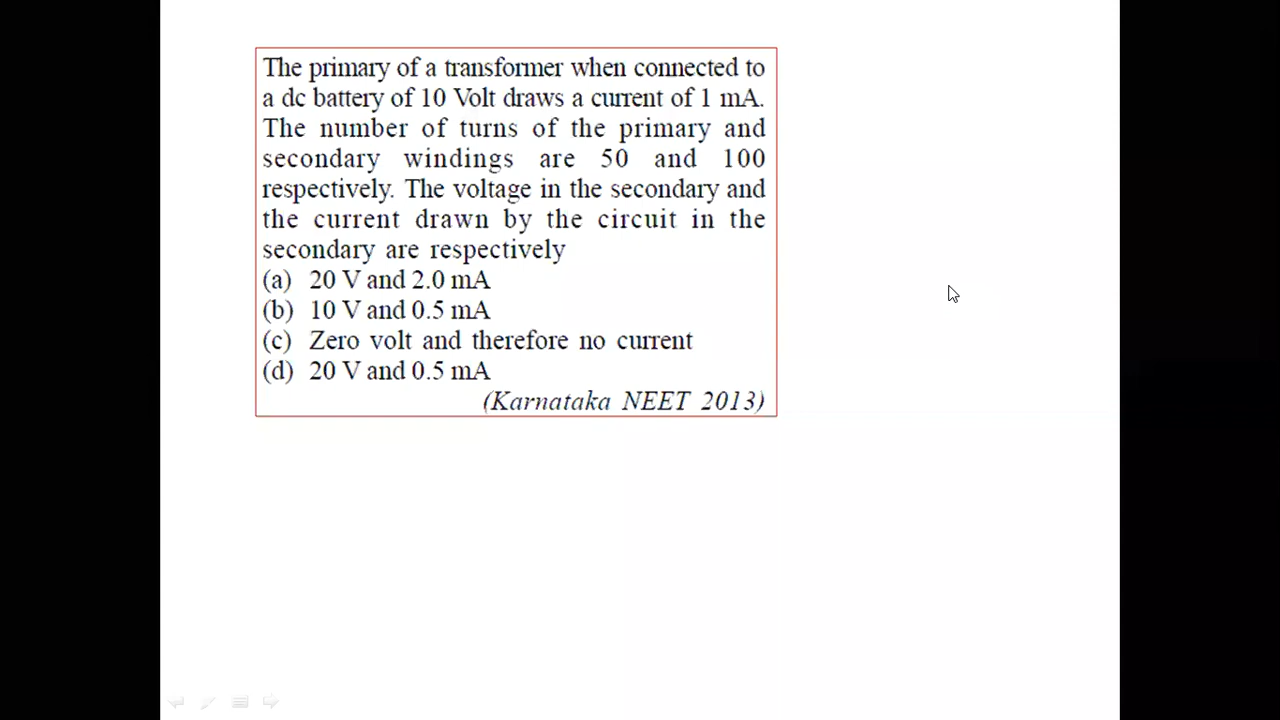 The primary of a transformer when connected to
a dc battery of 10 Volt draws a current of 1 mA.
The number of turns of the primary and
secondary windings are 50 and 100
respectively. The voltage in the secondary and
the current drawn by the circuit in the
secondary are respectively
(a) 20 V and 2.0 mA
(b) 10 V and 0.5 mA
(c) Zero volt and therefore no current
(d) 20 V and 0.5 mA
(Karnataka NEET 2013)